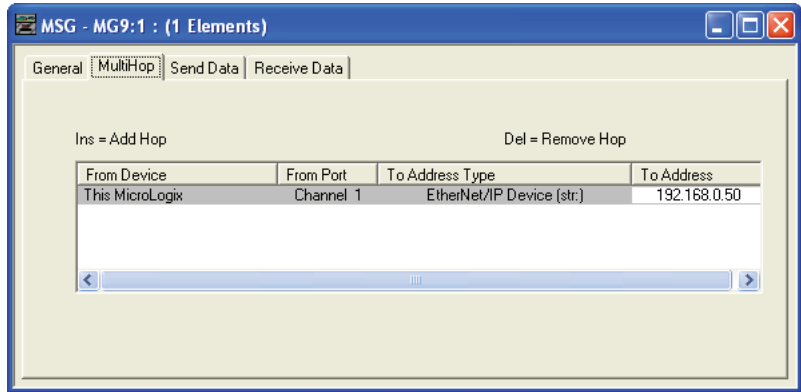 MSG - MG9:1 : (1 Elements)
General MultiHop Send Data Receive Data
Ins = Add Hop Del = Remove Hop
From Device From Port To Address Type To Address
This MicroLogix Channel 1 EtherNet/IP Device (str:) 192.168.0.50